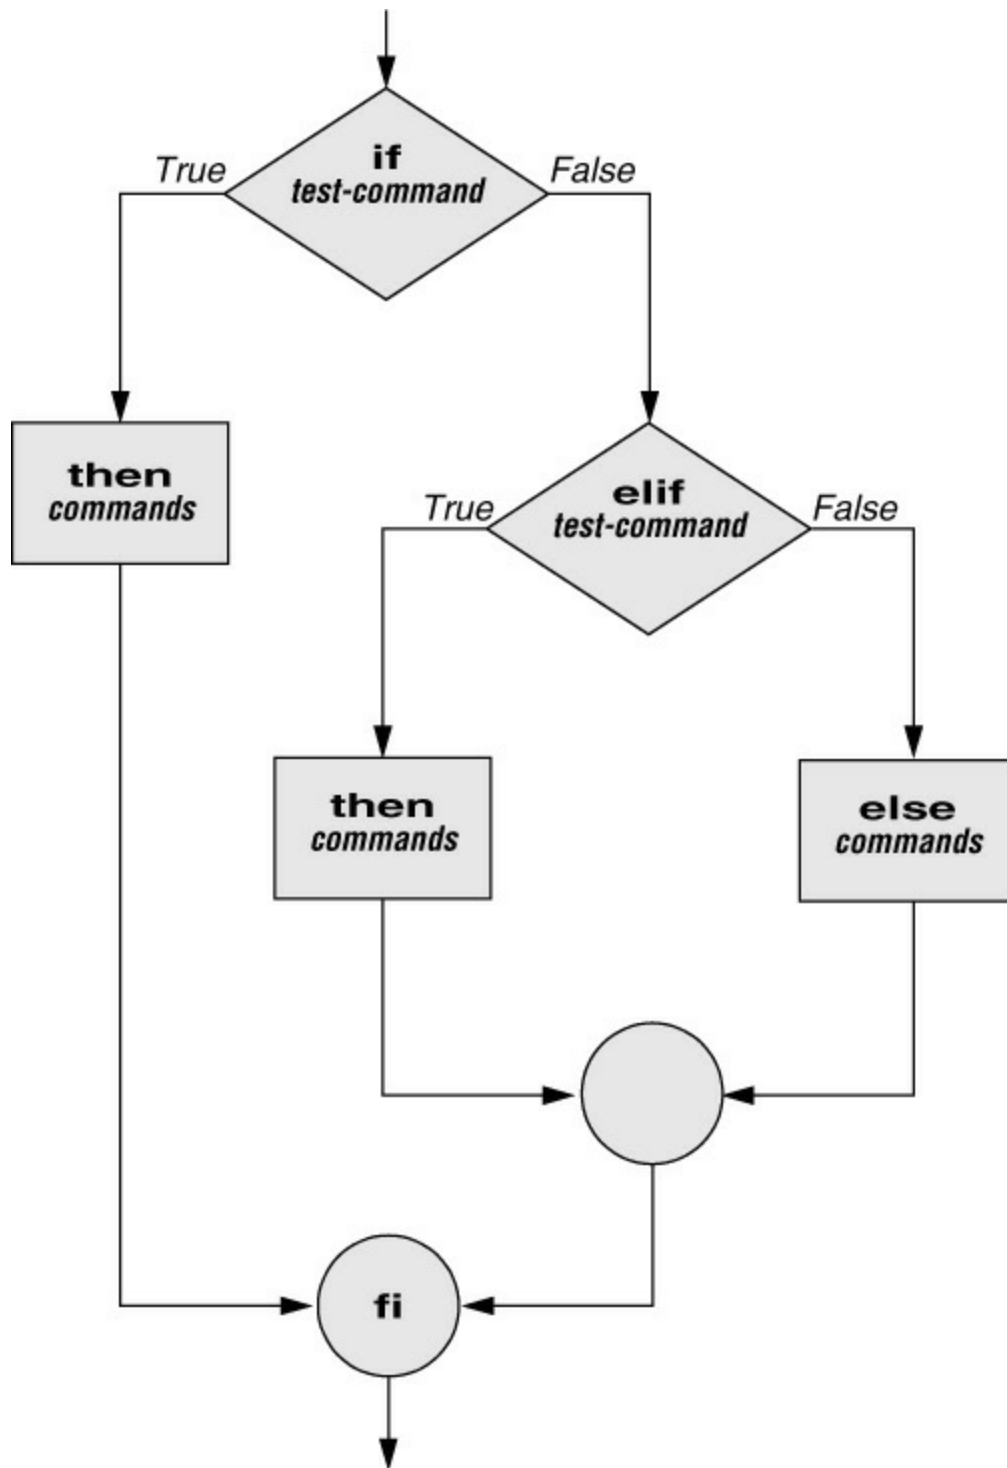 if
True
False
test-command
then
commands
elif
True
False
test-command
then
commands
else
commands
fi